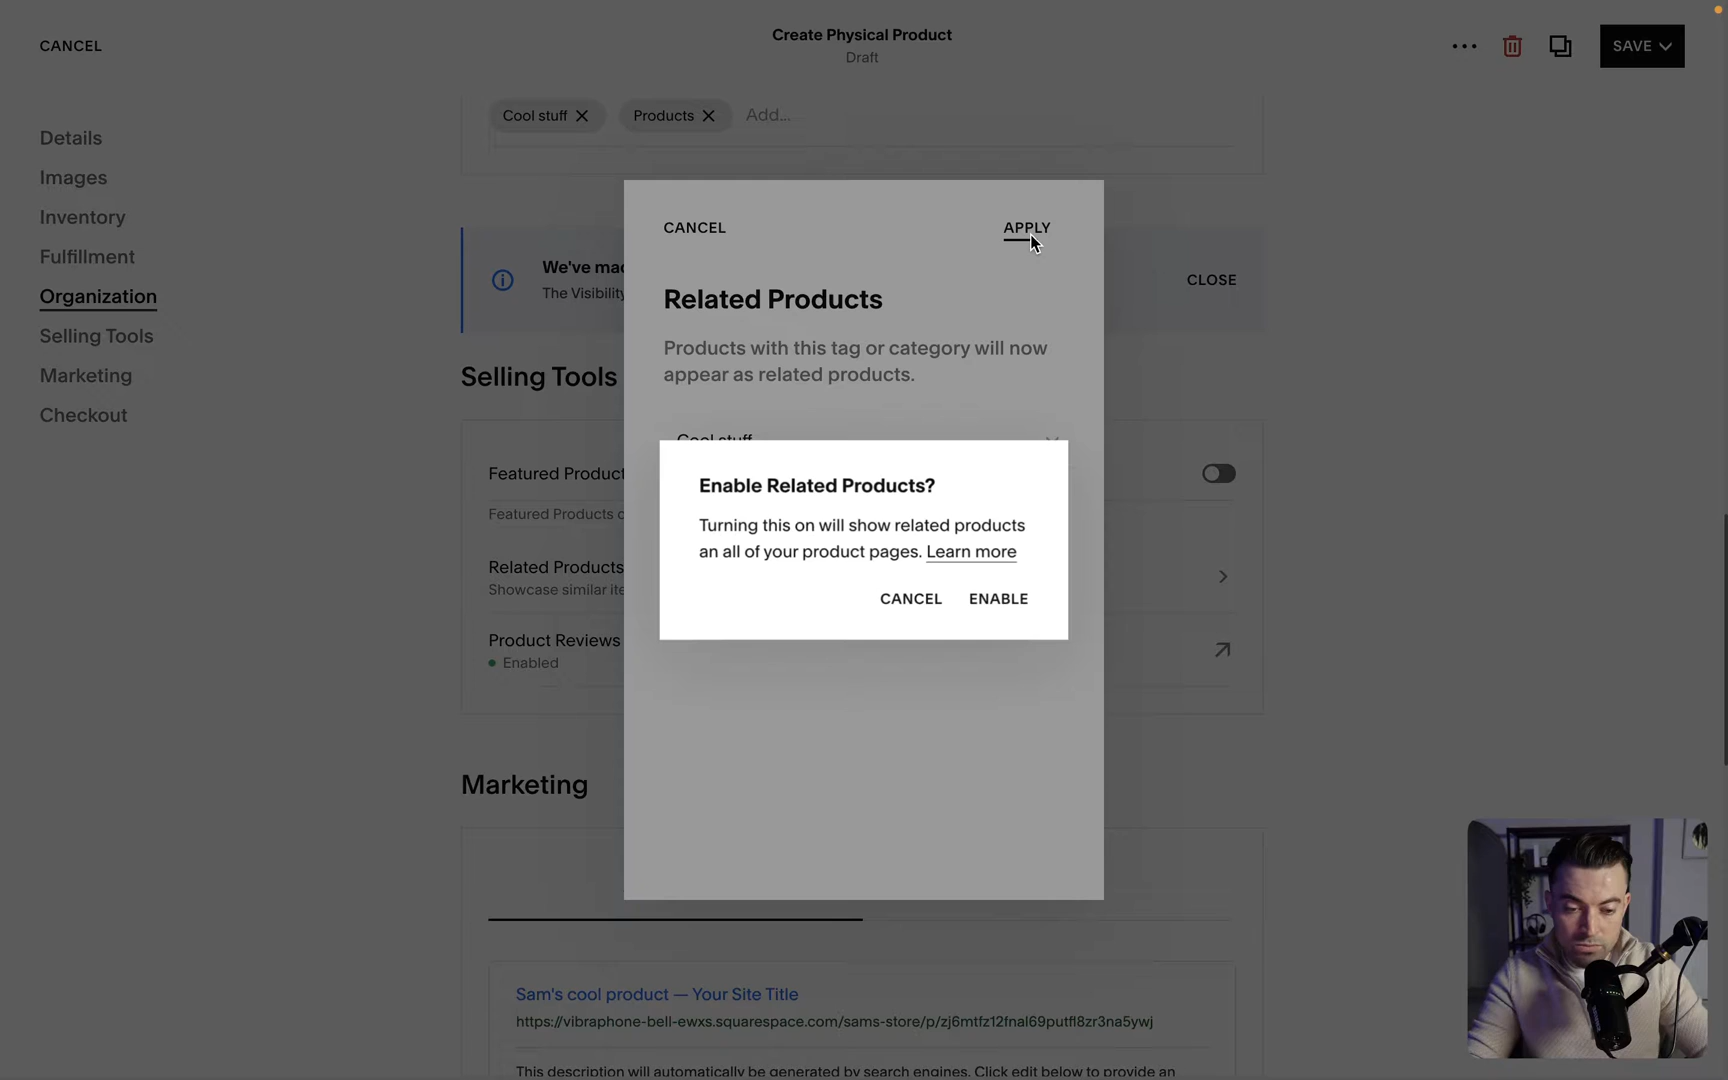 CANCEL
Create Physical Product
Draft
SAVE
Details
Images
Inventory
Fulfillment
Organization
Selling Tools
Marketing
Checkout
Cool stuff
Products
Add...
We've mad
The Visibility
CLOSE
CANCEL
APPLY
Related Products
Products with this tag or category will now
appear as related products.
Cool stuff
Enable Related Products?
Turning this on will show related products
an all of your product pages. Learn more
CANCEL ENABLE
Selling Tools
Featured Product
Featured Products
Related Products
Showcase similar
Product Reviews
Enabled
Marketing
Sam's cool product — Your Site Title
https://vibraphone-bell-ewxs.squarespace.com/sams-store/p/zj6mtfz12fnal69putfl8zr3na5ywj
This description will automatically be generated by search engines. Click edit below to provide an